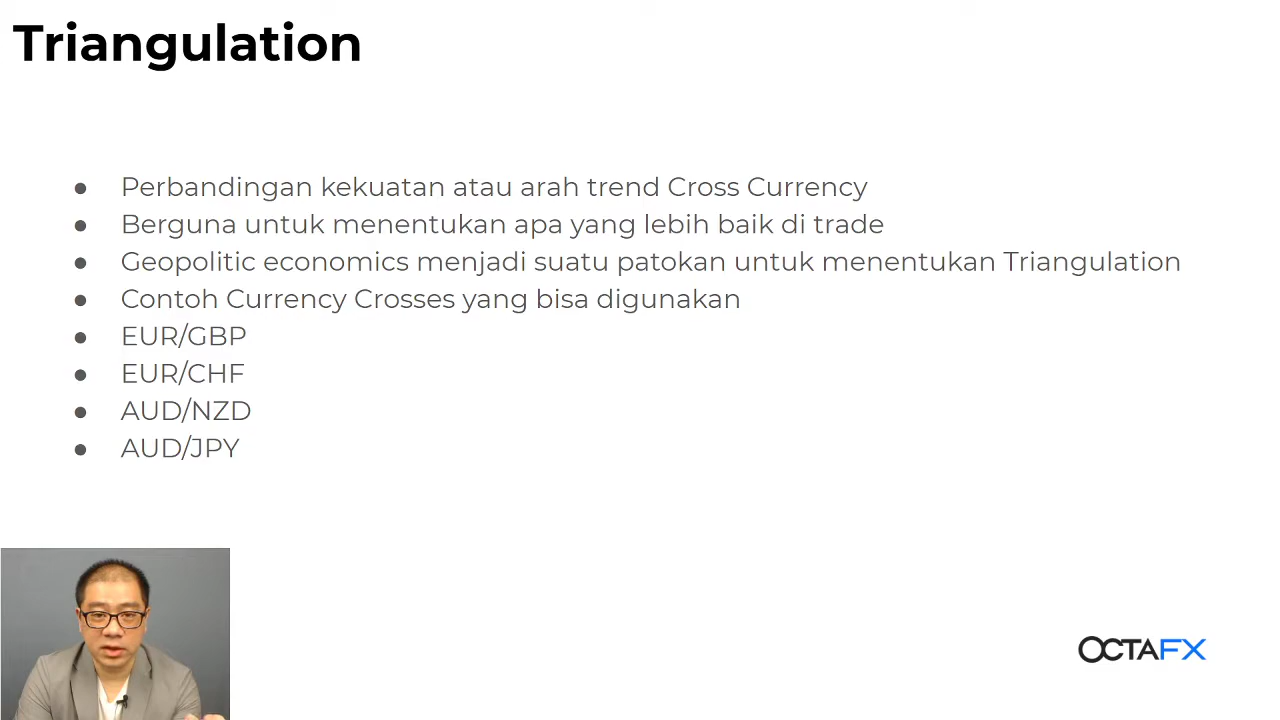 Triangulation
● Perbandingan kekuatan atau arah trend Cross Currency
● Berguna untuk menentukan apa yang lebih baik di trade
● Geopolitic economics menjadi suatu patokan untuk menentukan Triangulation
● Contoh Currency Crosses yang bisa digunakan
● EUR/GBP
● EUR/CHF
● AUD/NZD
● AUD/JPY
OCTAFX